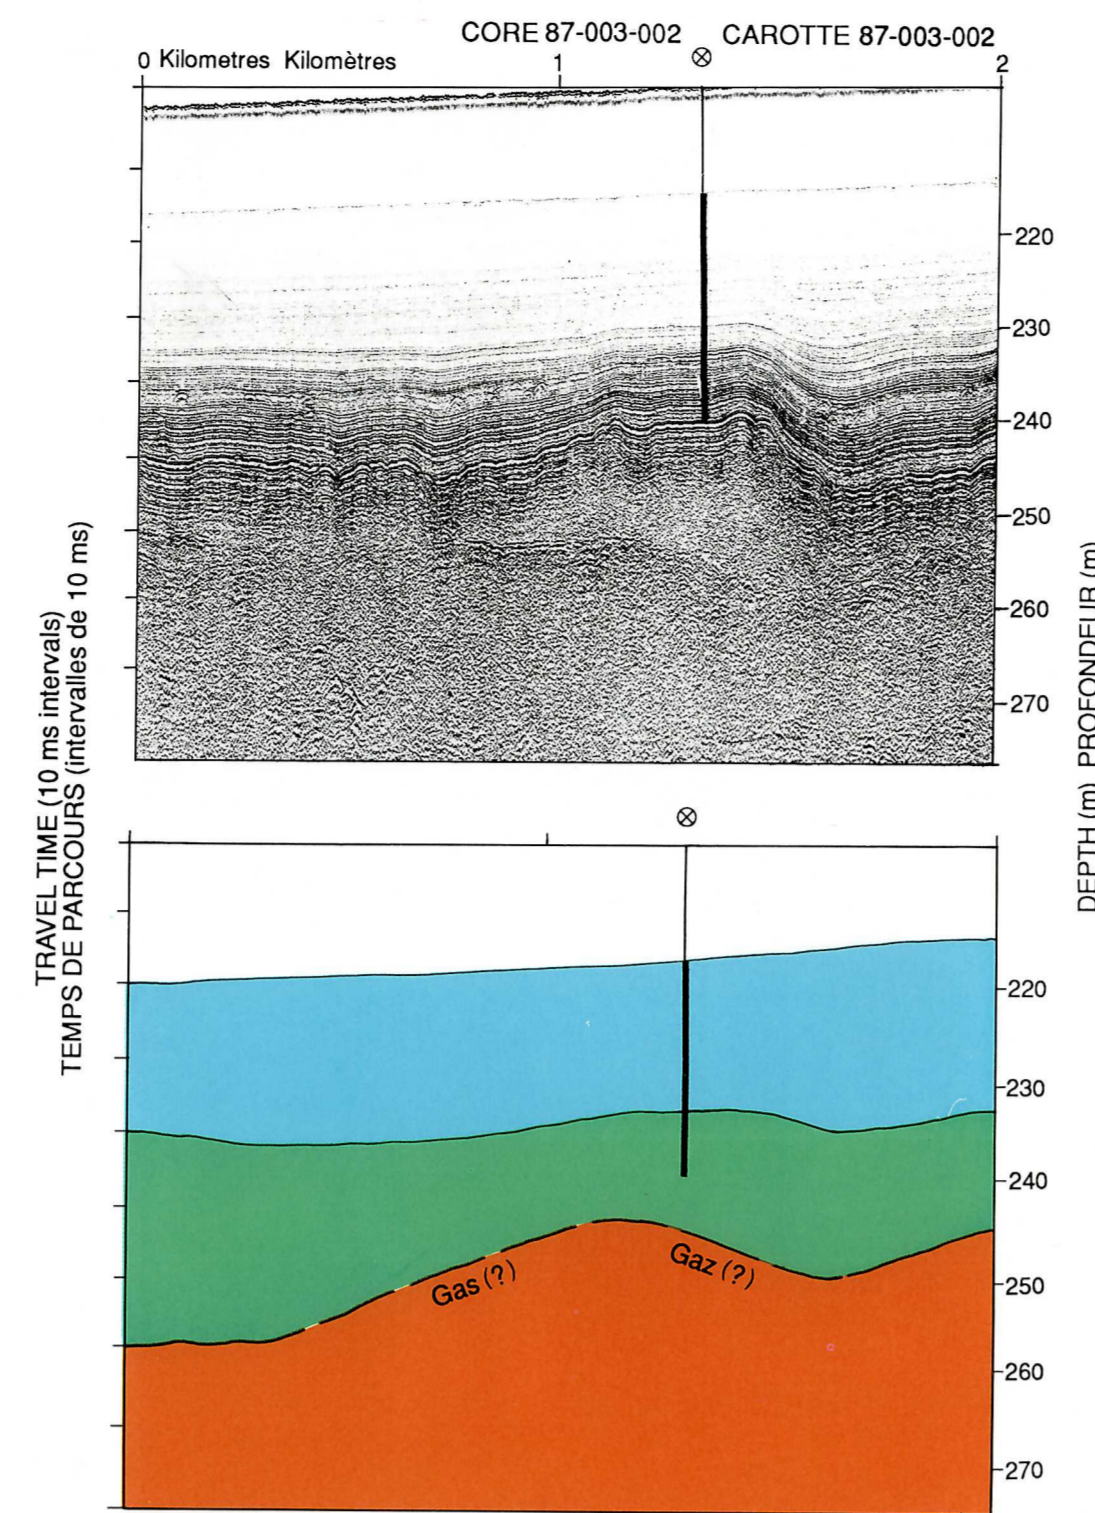 CORE 87-003-002 CAROTTE 87-003-002
0 Kilometres Kilomètres 1 ⊗ 2
220
230
240
250
260
270
TRAVEL TIME (10 ms intervals)
TEMPS DE PARCOURS (intervalles de 10 ms)
DEPTH (m) PROFONDEUR (m)
⊗
220
230
240
Gas (?)
Gaz (?)
250
260
270